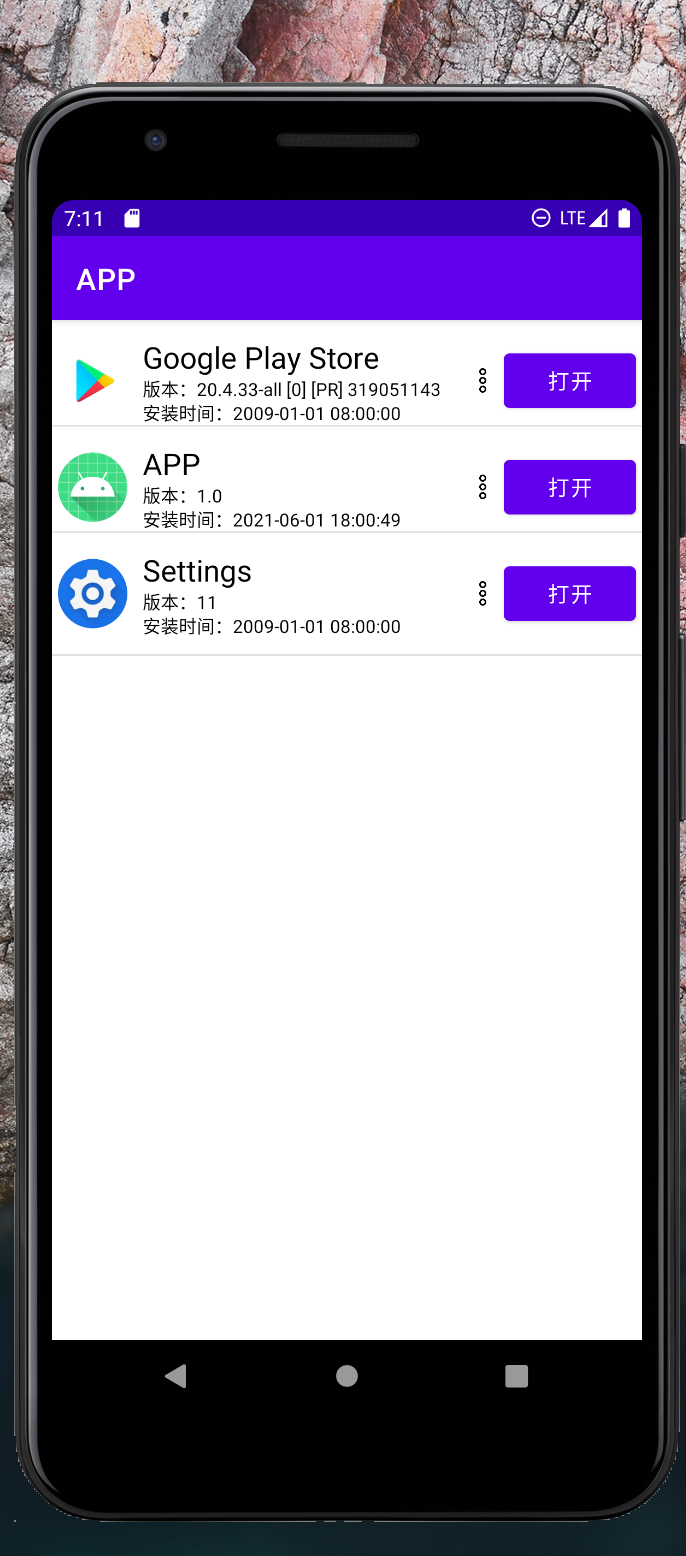 7:11 LTE
APP
Google Play Store
版本：20.4.33-all [0] [PR] 319051143
安装时间：2009-01-01 08:00:00
打开
APP
版本：1.0
安装时间：2021-06-01 18:00:49
打开
Settings
版本：11
安装时间：2009-01-01 08:00:00
打开